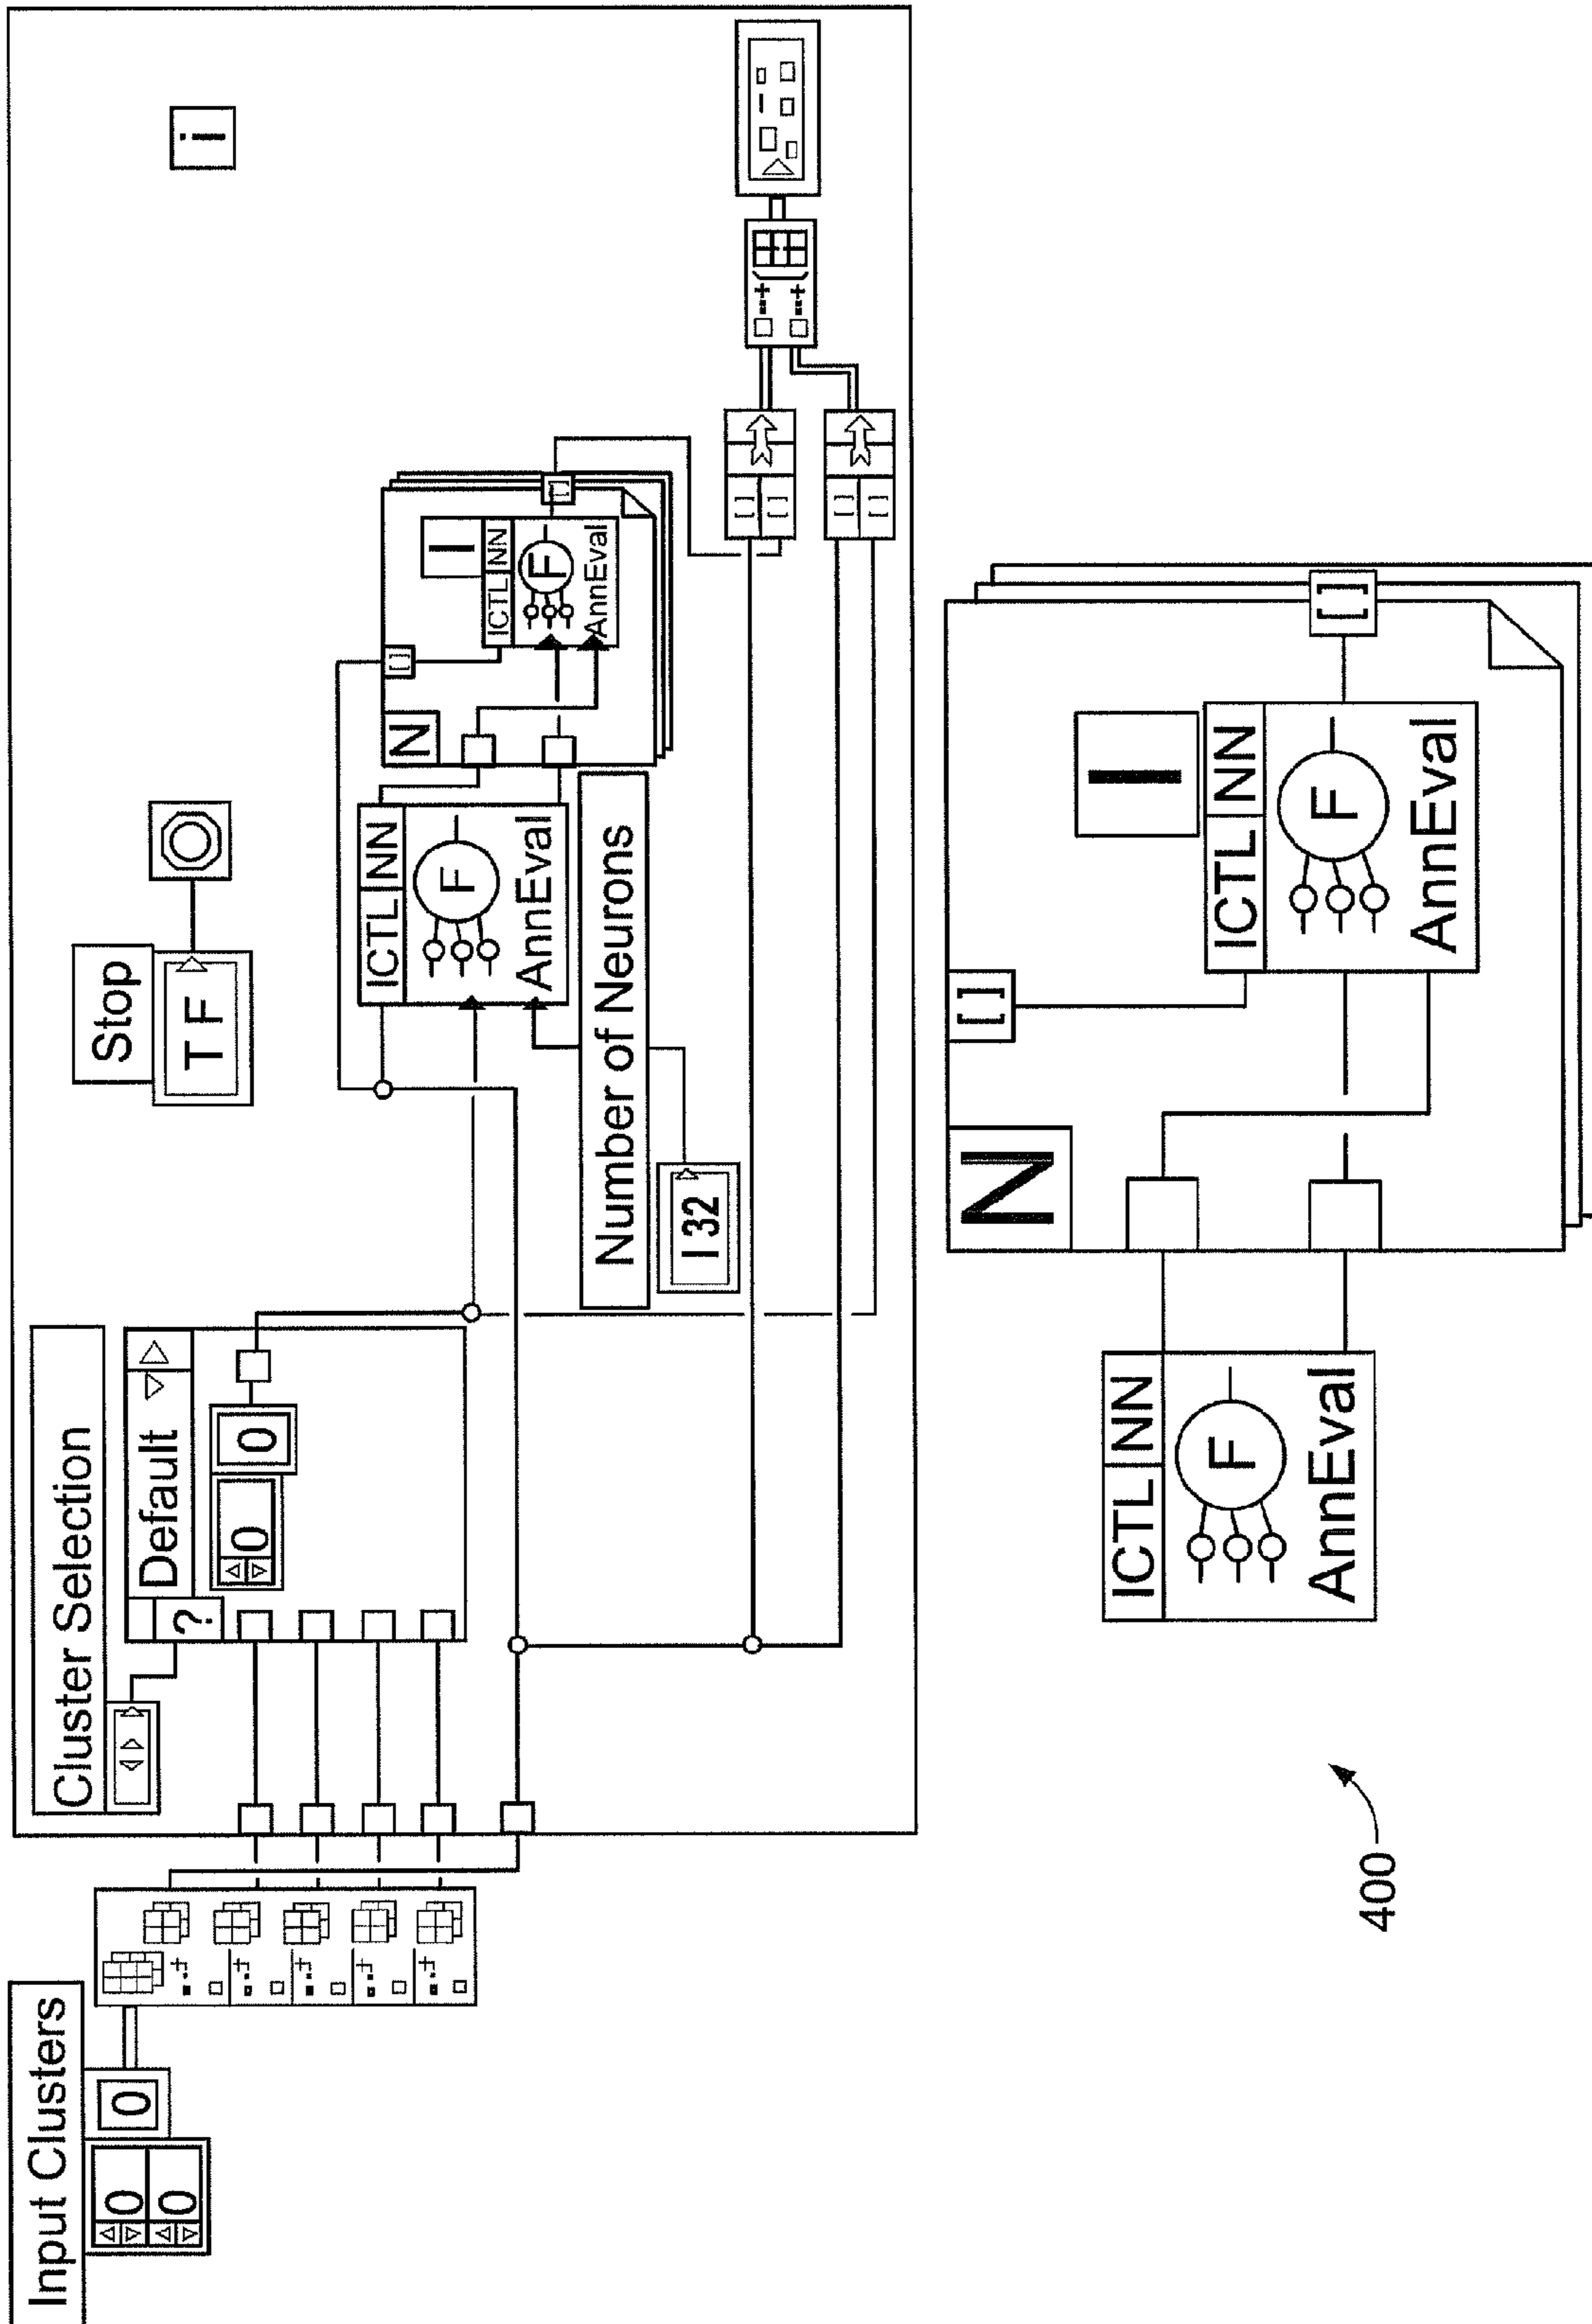 Input Clusters
0
0
0
Cluster Selection
?
Default
0
0
Stop
T F
i
ICTL NN
F
AnnEval
Number of Neurons
I 32
N
[ ]
I
ICTL NN
F
AnnEval
[ ]
[ ]
[ ]
[ ]
[ ]
ICTL NN
F
AnnEval
N
[ ]
I
ICTL NN
F
AnnEval
[ ]
400